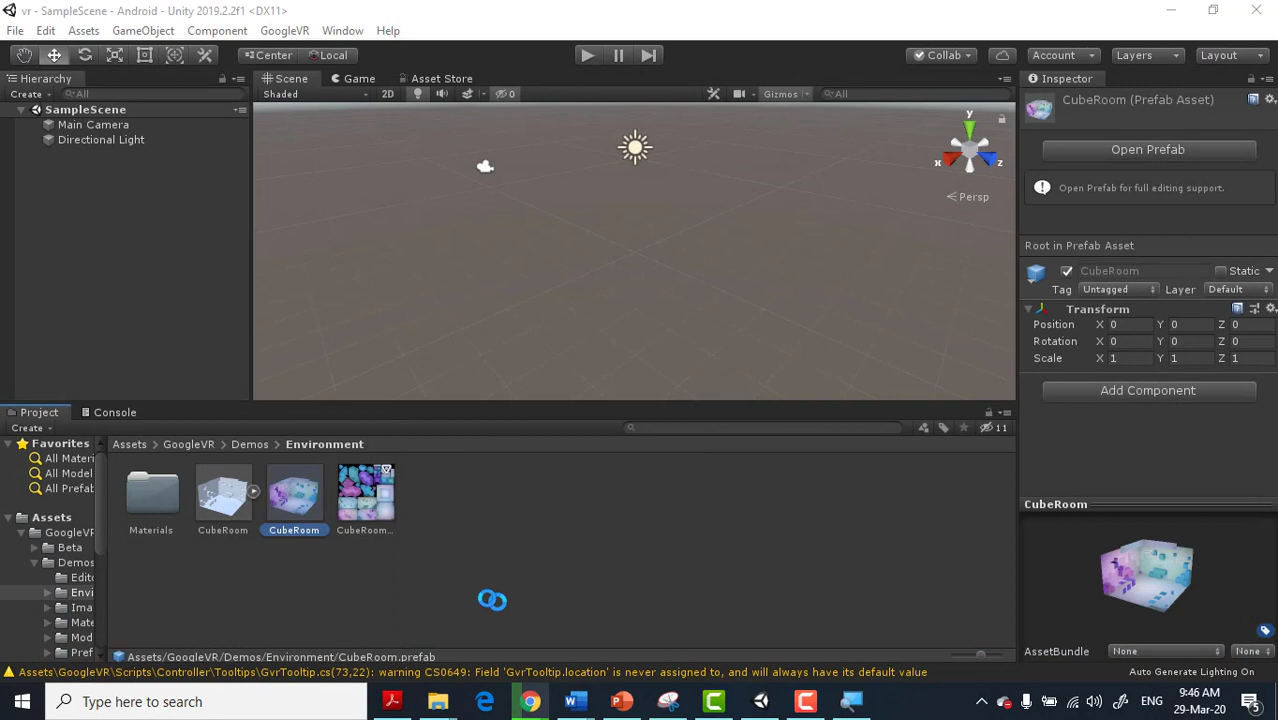 vr - SampleScene - Android - Unity 2019.2.2f1 <DX11>
File Edit Assets GameObject Component GoogleVR Window Help
Center Local Collab Account Layers Layout
Hierarchy
Create All
SampleScene
Main Camera
Directional Light
Scene Game Asset Store
Shaded 2D 0 Gizmos All
y
x z
Persp
Inspector
CubeRoom (Prefab Asset)
Open Prefab
Open Prefab for full editing support.
Root in Prefab Asset
CubeRoom Static
Tag Untagged Layer Default
Transform
Position X 0 Y 0 Z 0
Rotation X 0 Y 0 Z 0
Scale X 1 Y 1 Z 1
Add Component
Project Console
Create 11
Favorites
All Materi
All Model
All Prefab
Assets
GoogleVR
Beta
Demos
Edito
Envi
Ima
Mate
Mod
Pref
Assets GoogleVR Demos Environment
Materials CubeRoom CubeRoom CubeRoom...
Assets/GoogleVR/Demos/Environment/CubeRoom.prefab
CubeRoom
AssetBundle None None
Assets\GoogleVR\Scripts\Controller\Tooltips\GvrTooltip.cs(73,22): warning CS0649: Field 'GvrTooltip.location' is never assigned to, and will always have its default value
Auto Generate Lighting On
Type here to search
ENG
9:46 AM
29-Mar-20
5